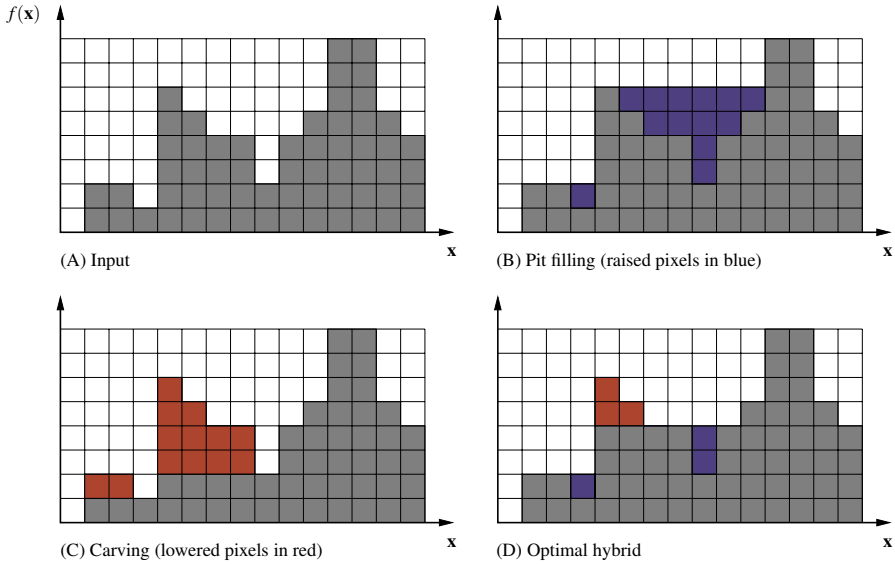 f(x)
x
(A) Input
x
(B) Pit filling (raised pixels in blue)
x
(C) Carving (lowered pixels in red)
x
(D) Optimal hybrid